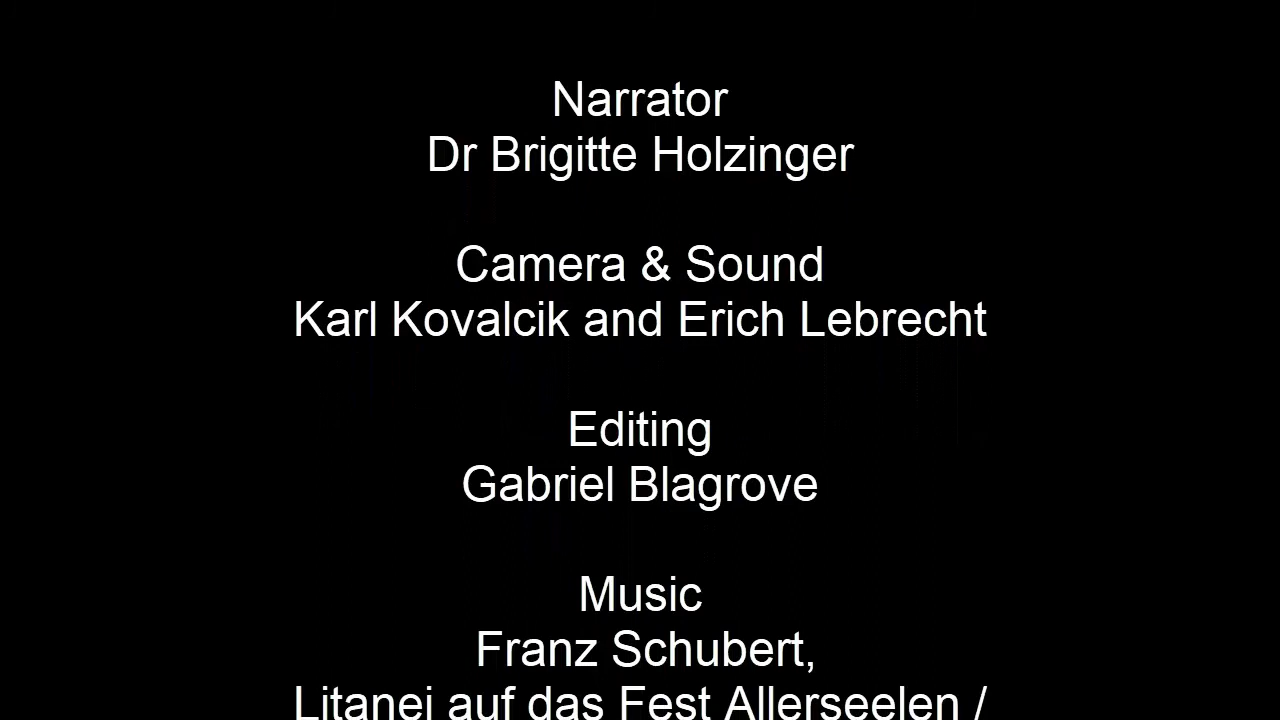 Narrator
Dr Brigitte Holzinger
Camera & Sound
Karl Kovalcik and Erich Lebrecht
Editing
Gabriel Blagrove
Music
Franz Schubert,
Litanei auf das Fest Allerseelen /